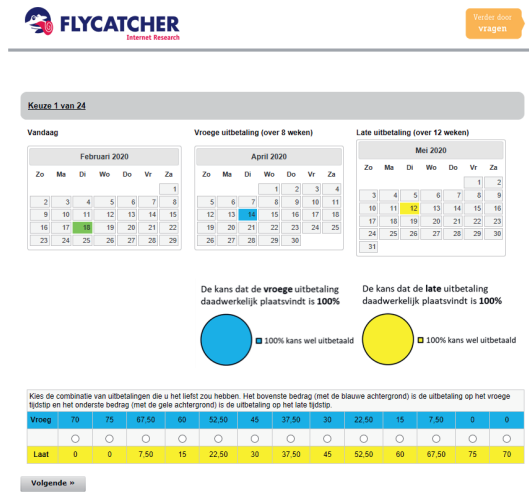 FLYCATCHER
Internet Research
Verder door
vragen
Keuze 1 van 24
Vandaag
Februari 2020
Zo Ma Di Wo Do Vr Za
1
2 3 4 5 6 7 8
9 10 11 12 13 14 15
16 17 18 19 20 21 22
23 24 25 26 27 28 29
Vroege uitbetaling (over 8 weken)
April 2020
Zo Ma Di Wo Do Vr Za
1 2 3 4
5 6 7 8 9 10 11
12 13 14 15 16 17 18
19 20 21 22 23 24 25
26 27 28 29 30
Late uitbetaling (over 12 weken)
Mei 2020
Zo Ma Di Wo Do Vr Za
1 2
3 4 5 6 7 8 9
10 11 12 13 14 15 16
17 18 19 20 21 22 23
24 25 26 27 28 29 30
31
De kans dat de vroege uitbetaling
daadwerkelijk plaatsvindt is 100%
100% kans wel uitbetaald
De kans dat de late uitbetaling
daadwerkelijk plaatsvindt is 100%
100% kans wel uitbetaald
Kies de combinatie van uitbetalingen die u het liefst zou hebben. Het bovenste bedrag (met de blauwe achtergrond) is de uitbetaling op het vroege
tijdstip en het onderste bedrag (met de gele achtergrond) is de uitbetaling op het late tijdstip.
Vroeg 70 75 67,50 60 52,50 45 37,50 30 22,50 15 7,50 0 0
Laat 0 0 7,50 15 22,50 30 37,50 45 52,50 60 67,50 75 70
Volgende »